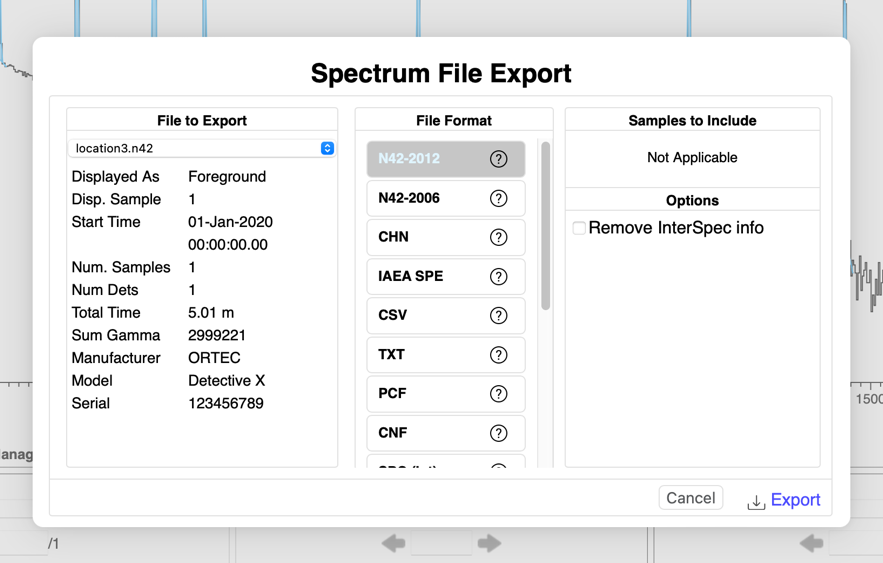 Spectrum File Export
File to Export
location3.n42
Displayed As Foreground
Disp. Sample 1
Start Time 01-Jan-2020
00:00:00.00
Num. Samples 1
Num Dets 1
Total Time 5.01 m
Sum Gamma 2999221
Manufacturer ORTEC
Model Detective X
Serial 123456789
File Format
N42-2012 ?
N42-2006 ?
CHN ?
IAEA SPE ?
CSV ?
TXT ?
PCF ?
CNF ?
Samples to Include
Not Applicable
Options
Remove InterSpec info
Cancel
Export
1500
anag
/1